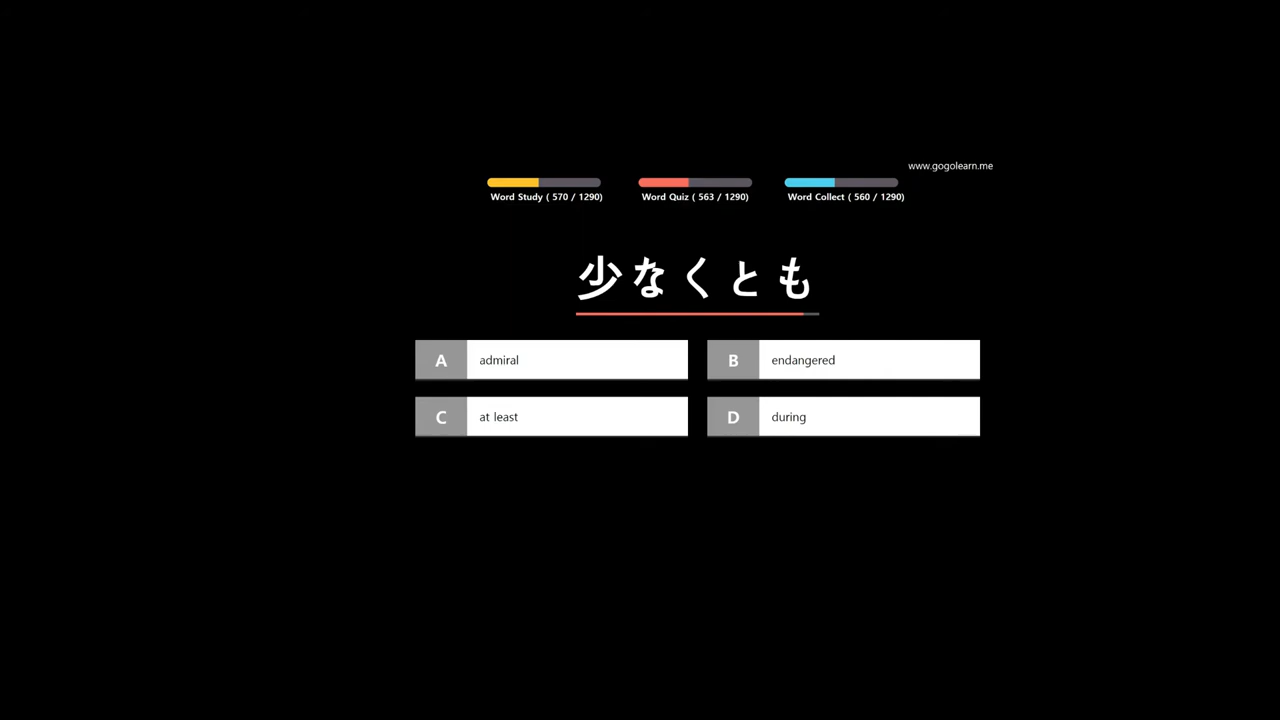 www.gogolearn.me
Word Study ( 570 / 1290)
Word Quiz ( 563 / 1290)
Word Collect ( 560 / 1290)
少なくとも
A admiral
B endangered
C at least
D during